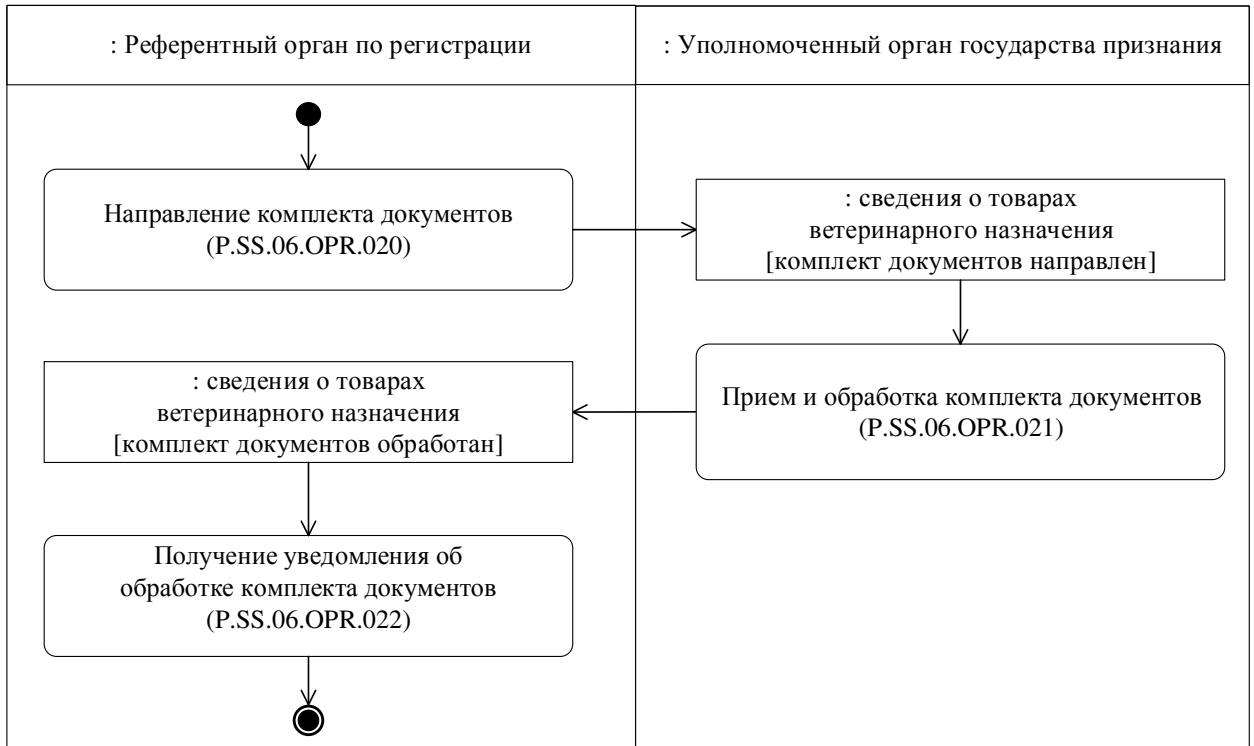 : Референтный орган по регистрации
: Уполномоченный орган государства признания
Направление комплекта документов
(P.SS.06.OPR.020)
: сведения о товарах
ветеринарного назначения
[комплект документов направлен]
Прием и обработка комплекта документов
(P.SS.06.OPR.021)
: сведения о товарах
ветеринарного назначения
[комплект документов обработан]
Получение уведомления об
обработке комплекта документов
(P.SS.06.OPR.022)